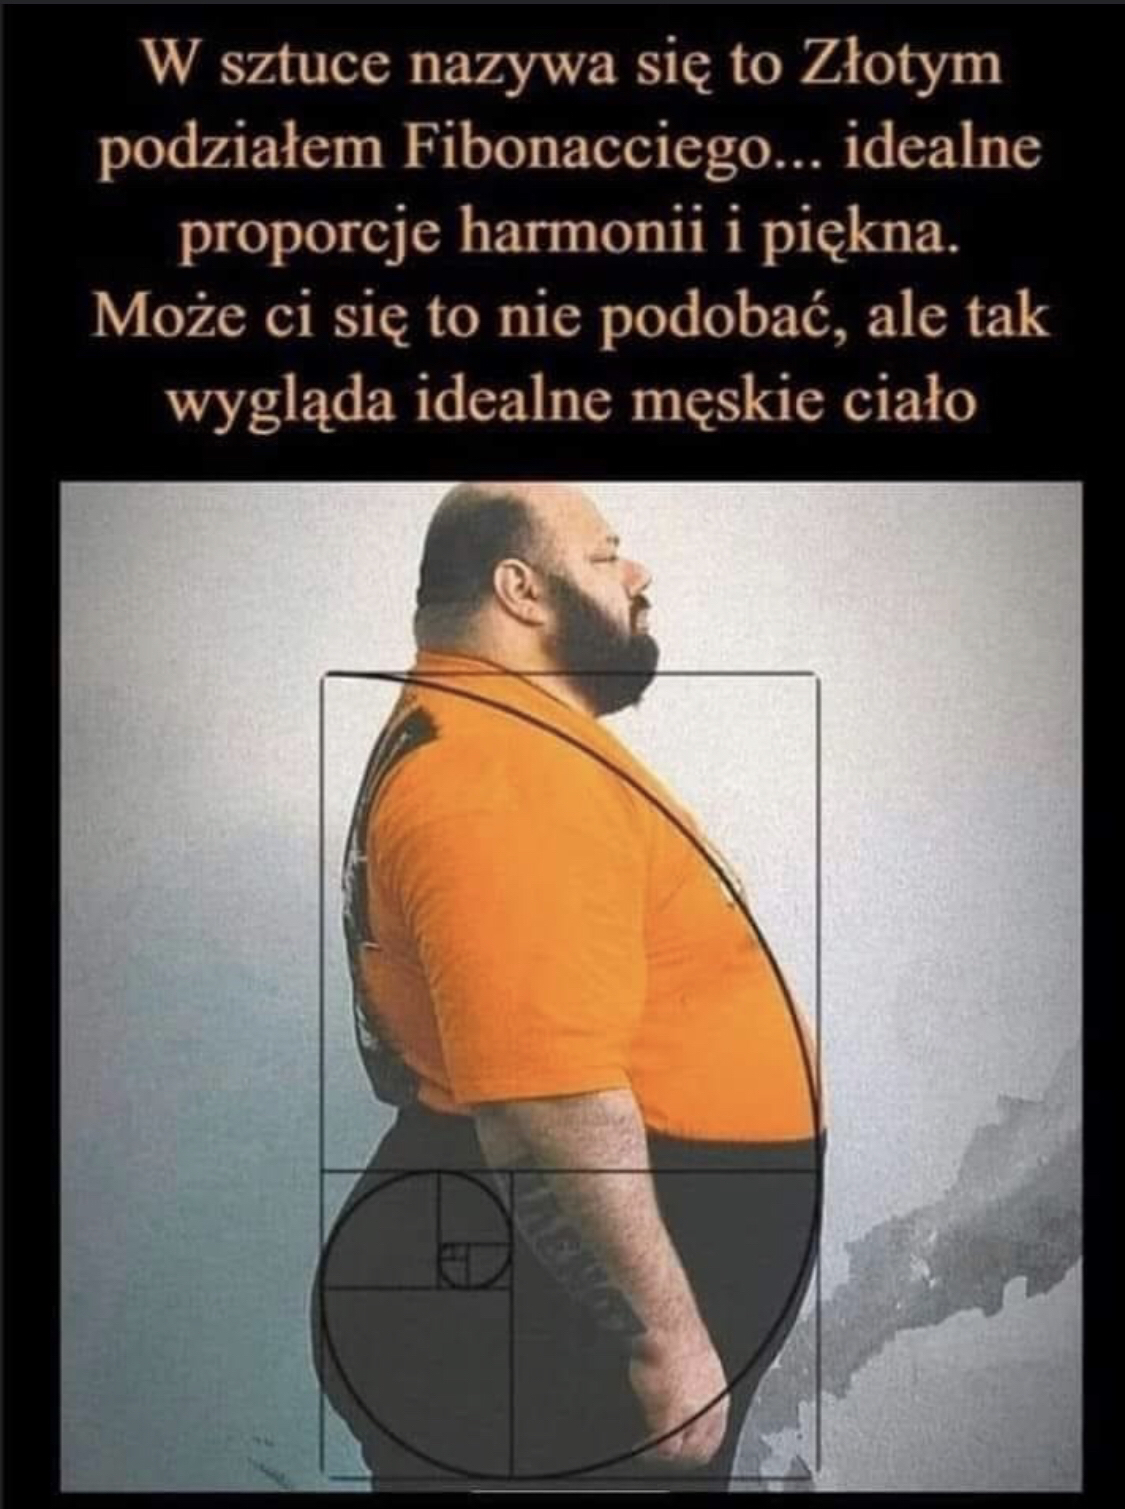 W sztuce nazywa się to Złotym
podziałem Fibonacciego... idealne
proporcje harmonii i piękna.
Może ci się to nie podobać, ale tak
wygląda idealne męskie ciało